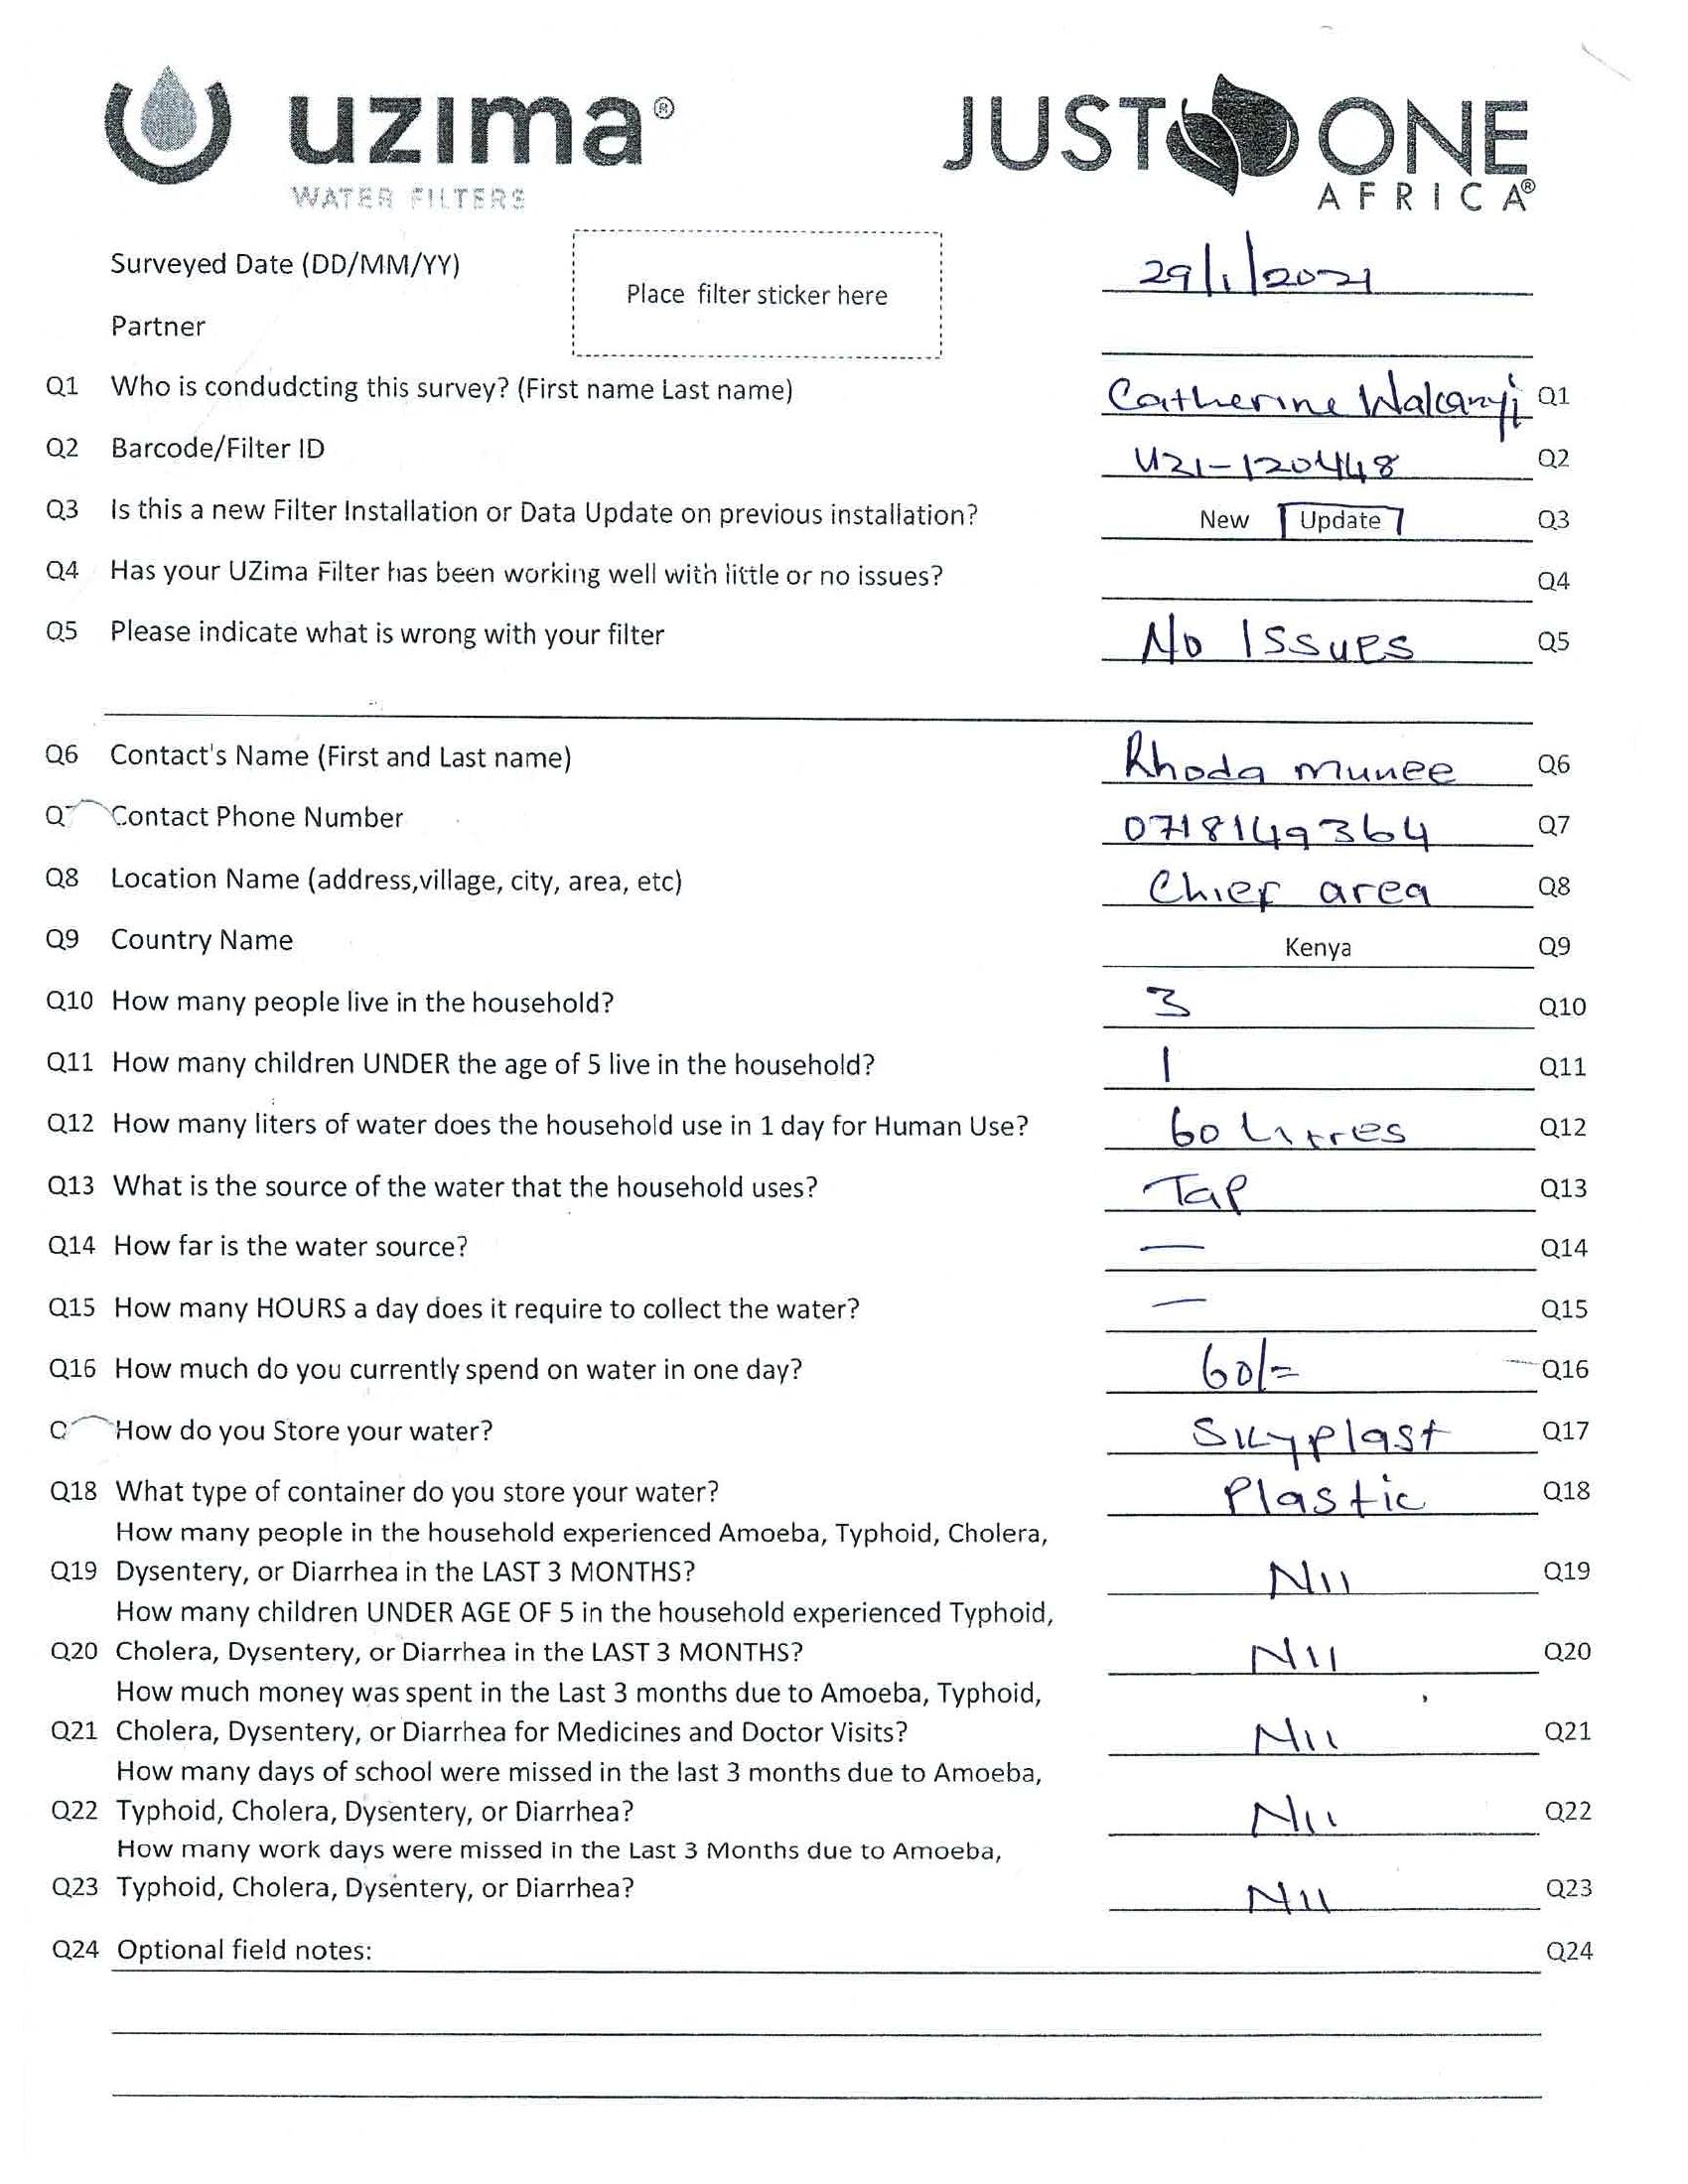 uzima®
WATER FILTERS
JUST ONE
AFRICA®
Surveyed Date (DD/MM/YY) 29/1/2021
Place filter sticker here
Partner
Q1 Who is condudcting this survey? (First name Last name) Catherine Wakanyi Q1
Q2 Barcode/Filter ID UZI-120448 Q2
Q3 Is this a new Filter Installation or Data Update on previous installation? New Update Q3
Q4 Has your UZima Filter has been working well with little or no issues? Q4
Q5 Please indicate what is wrong with your filter No Issues Q5
Q6 Contact's Name (First and Last name) Rhoda munee Q6
Q7 Contact Phone Number 0718149364 Q7
Q8 Location Name (address,village, city, area, etc) Chief area Q8
Q9 Country Name Kenya Q9
Q10 How many people live in the household? 3 Q10
Q11 How many children UNDER the age of 5 live in the household? 1 Q11
Q12 How many liters of water does the household use in 1 day for Human Use? 60 Litres Q12
Q13 What is the source of the water that the household uses? Tap Q13
Q14 How far is the water source? — Q14
Q15 How many HOURS a day does it require to collect the water? — Q15
Q16 How much do you currently spend on water in one day? 60/= Q16
How do you Store your water? Skyplast Q17
Q18 What type of container do you store your water? Plastic Q18
How many people in the household experienced Amoeba, Typhoid, Cholera,
Q19 Dysentery, or Diarrhea in the LAST 3 MONTHS? Nil Q19
How many children UNDER AGE OF 5 in the household experienced Typhoid,
Q20 Cholera, Dysentery, or Diarrhea in the LAST 3 MONTHS? Nil Q20
How much money was spent in the Last 3 months due to Amoeba, Typhoid,
Q21 Cholera, Dysentery, or Diarrhea for Medicines and Doctor Visits? Nil Q21
How many days of school were missed in the last 3 months due to Amoeba,
Q22 Typhoid, Cholera, Dysentery, or Diarrhea? Nil Q22
How many work days were missed in the Last 3 Months due to Amoeba,
Q23 Typhoid, Cholera, Dysentery, or Diarrhea? Nil Q23
Q24 Optional field notes: Q24